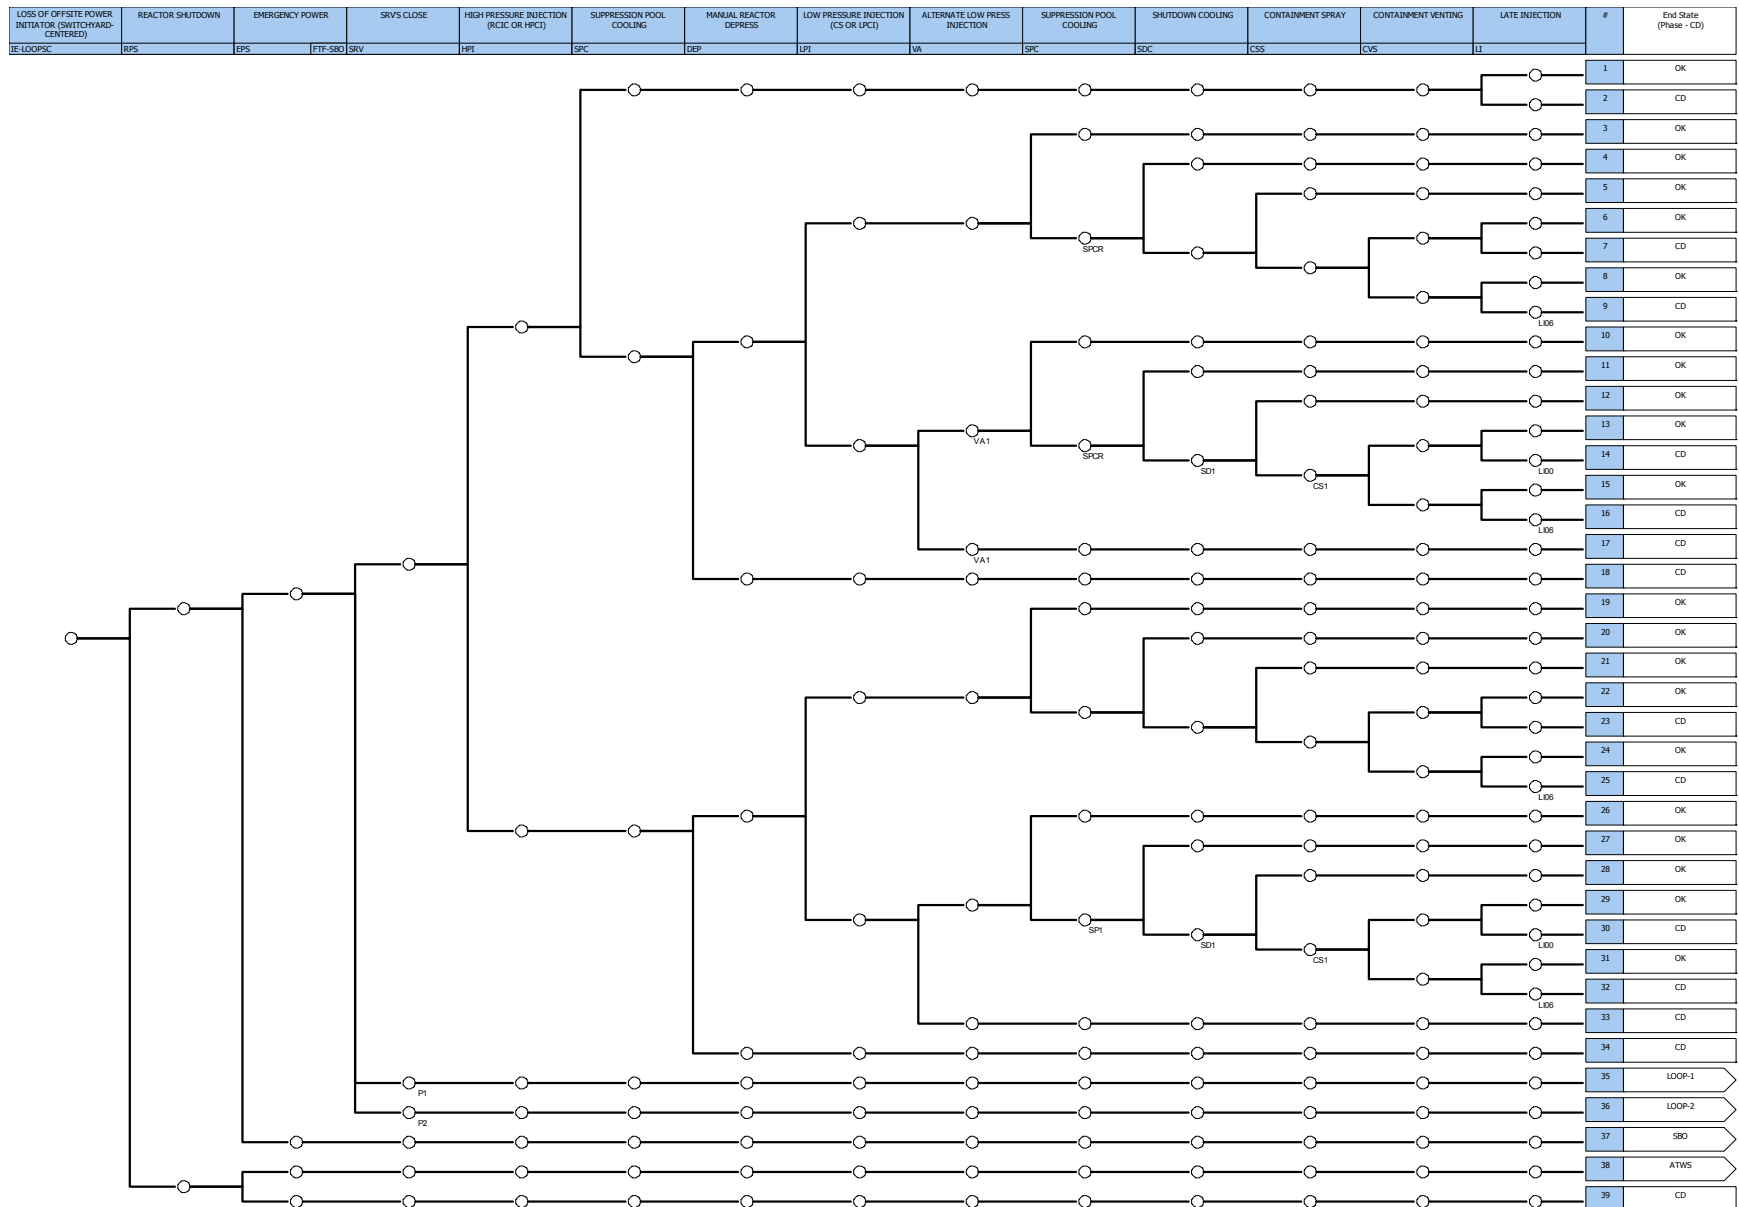 LOSS OF OFFSITE POWER
INITIATOR (SWITCHYARD-
CENTERED)
REACTOR SHUTDOWN
EMERGENCY POWER
SRV'S CLOSE
HIGH PRESSURE INJECTION
(RCIC OR HPCI)
SUPPRESSION POOL
COOLING
MANUAL REACTOR
DEPRESS
LOW PRESSURE INJECTION
(CS OR LPCI)
ALTERNATE LOW PRESS
INJECTION
SUPPRESSION POOL
COOLING
SHUTDOWN COOLING
CONTAINMENT SPRAY
CONTAINMENT VENTING
LATE INJECTION
#
End State
(Phase - CD)
IE-LOOPSC
RPS
EPS
FTF-SBO
SRV
HPI
SPC
DEP
LPI
VA
SPC
SDC
CSS
CVS
LI
1 OK
2 CD
3 OK
4 OK
5 OK
6 OK
SPCR
7 CD
8 OK
9 CD
LI06
10 OK
11 OK
12 OK
13 OK
VA1
SPCR
14 CD
SD1
LI00
15 OK
CS1
16 CD
LI06
17 CD
VA1
18 CD
19 OK
20 OK
21 OK
22 OK
23 CD
24 OK
25 CD
LI06
26 OK
27 OK
28 OK
29 OK
SP1
30 CD
SD1
LI00
31 OK
CS1
32 CD
LI06
33 CD
34 CD
35 LOOP-1
P1
36 LOOP-2
P2
37 SBO
38 ATWS
39 CD